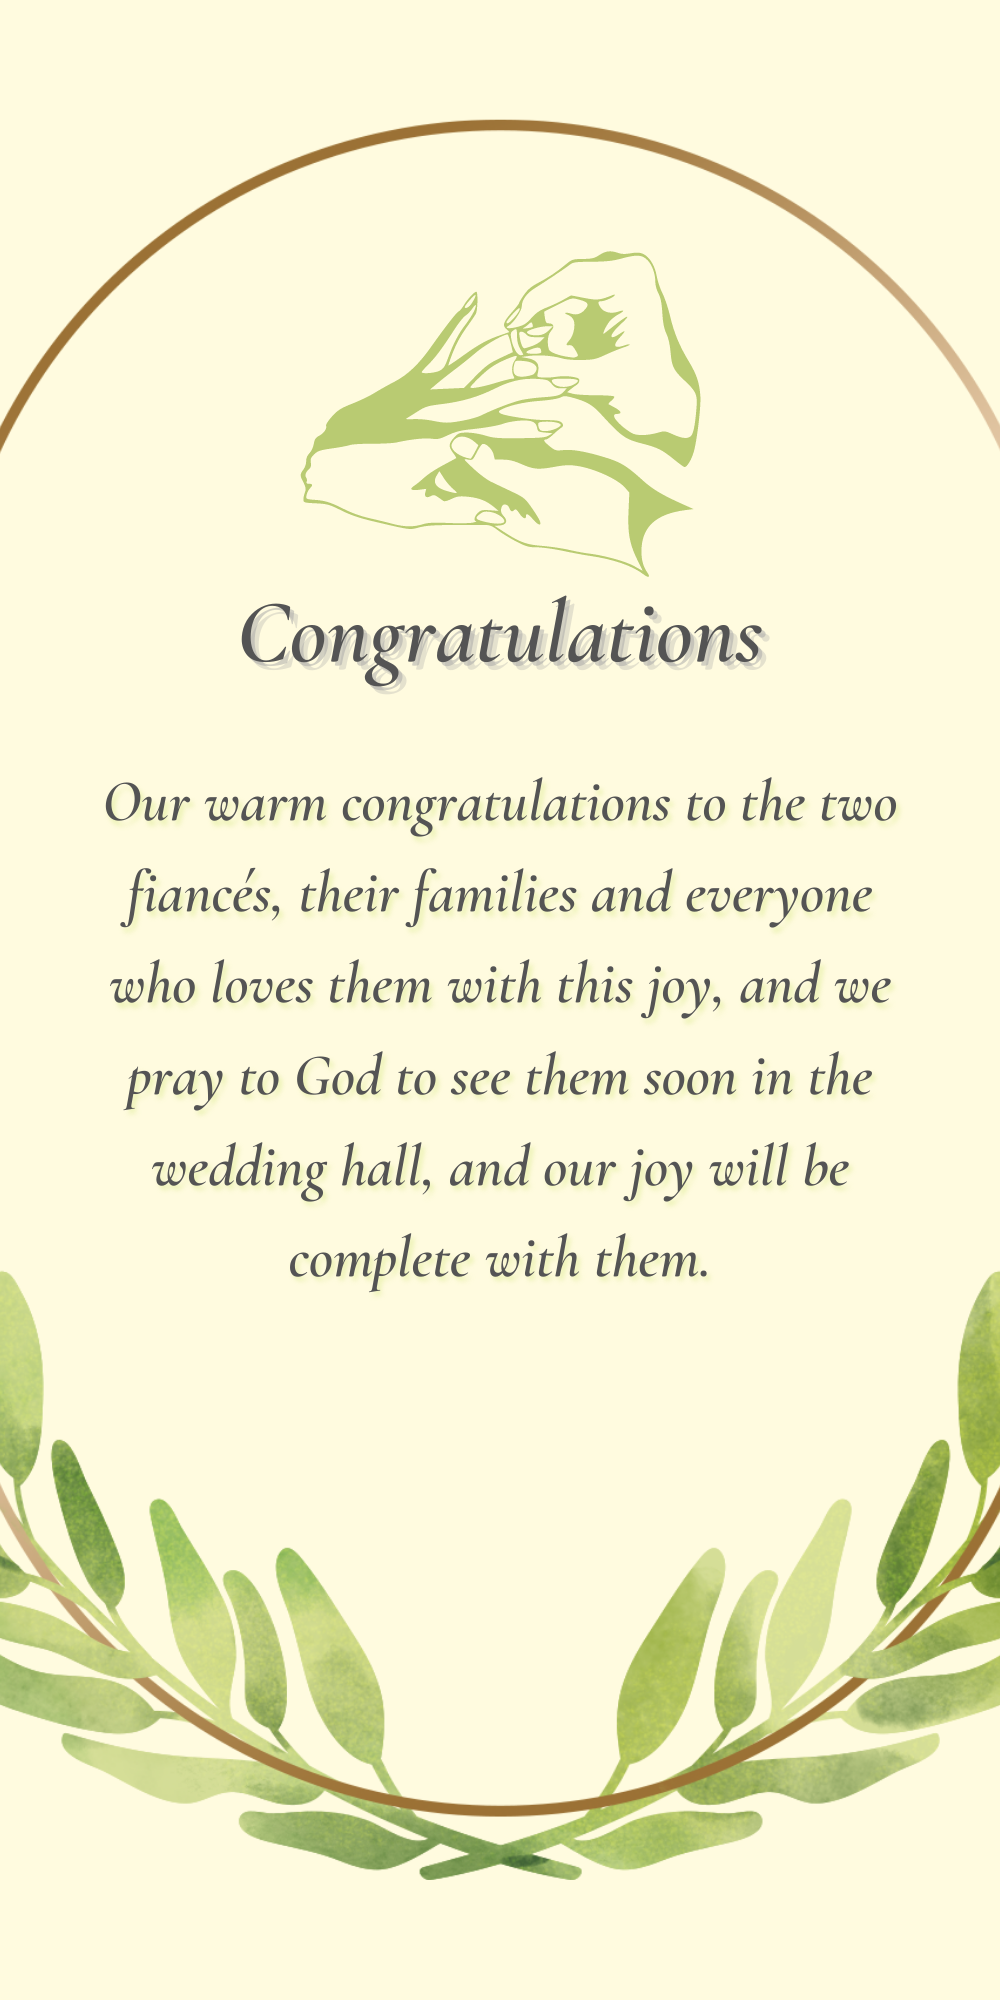 Congratulations
Our warm congratulations to the two
fiancés, their families and everyone
who loves them with this joy, and we
pray to God to see them soon in the
wedding hall, and our joy will be
complete with them.